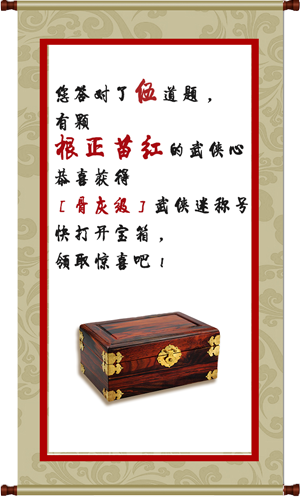 您答对了伍道题，
有颗
根正苗红的武侠心
恭喜获得
[骨灰级]武侠迷称号
快打开宝箱，
领取惊喜吧！